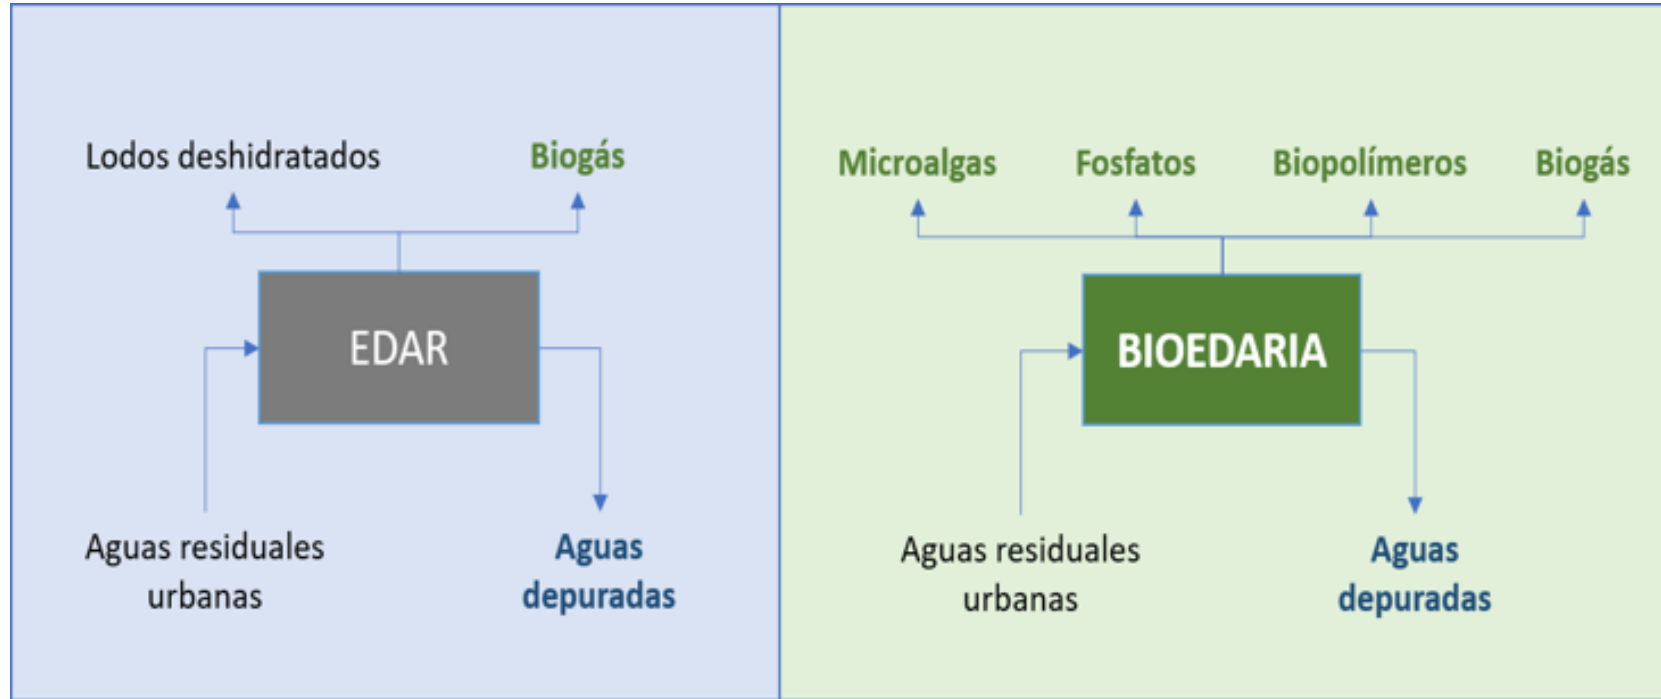 Lodos deshidratados
Biogás
EDAR
Aguas residuales
urbanas
Aguas
depuradas
Microalgas
Fosfatos
Biopolímeros
Biogás
BIOEDARIA
Aguas residuales
urbanas
Aguas
depuradas